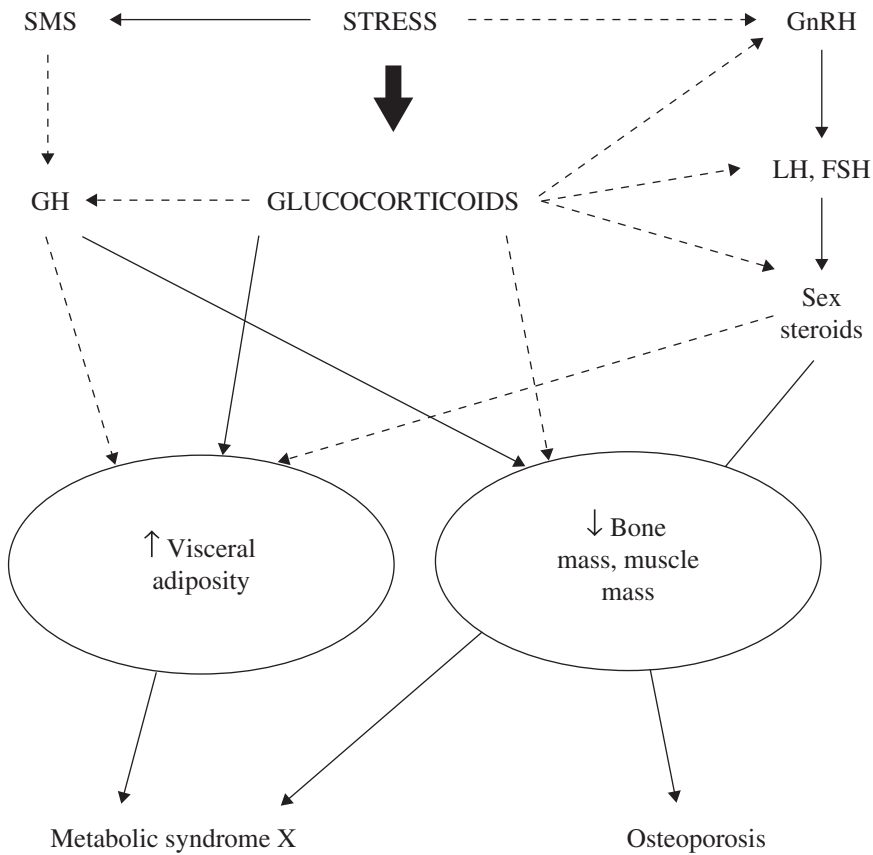 SMS
STRESS
GnRH
LH, FSH
GH
GLUCOCORTICOIDS
Sex
steroids
↑ Visceral
adiposity
↓ Bone
mass, muscle
mass
Metabolic syndrome X
Osteoporosis